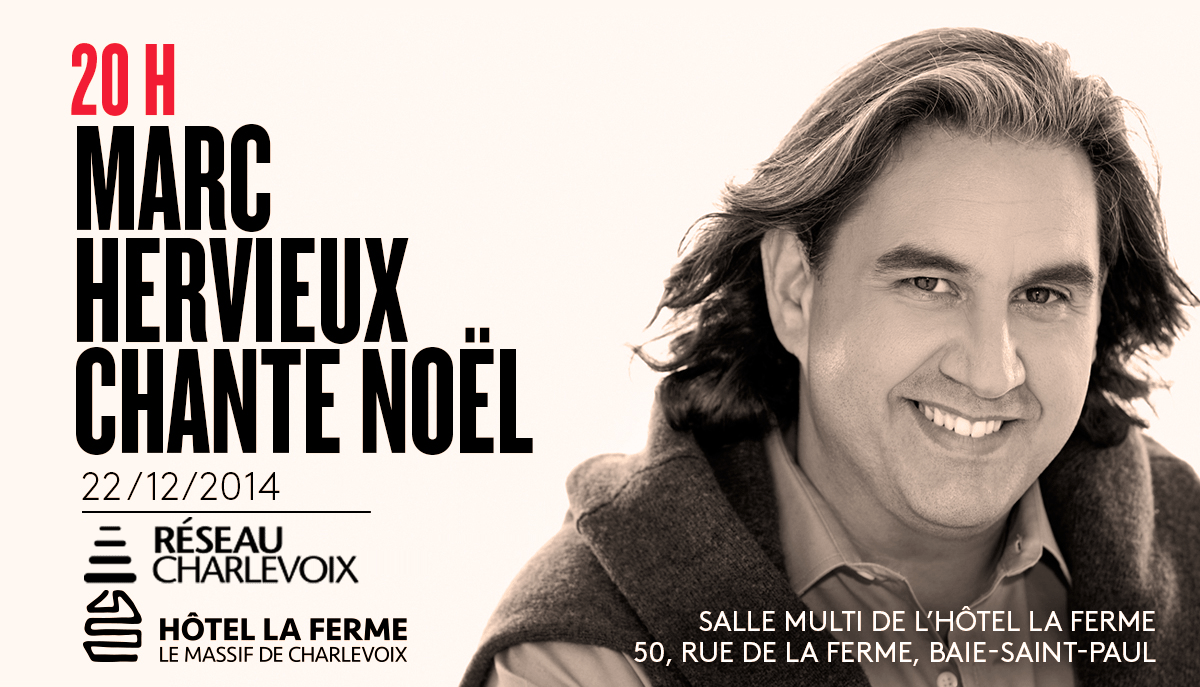 20 H
MARC
HERVIEUX
CHANTE NOËL
22/12/2014
RÉSEAU
CHARLEVOIX
HÔTEL LA FERME
LE MASSIF DE CHARLEVOIX
SALLE MULTI DE L'HÔTEL LA FERME
50, RUE DE LA FERME, BAIE-SAINT-PAUL